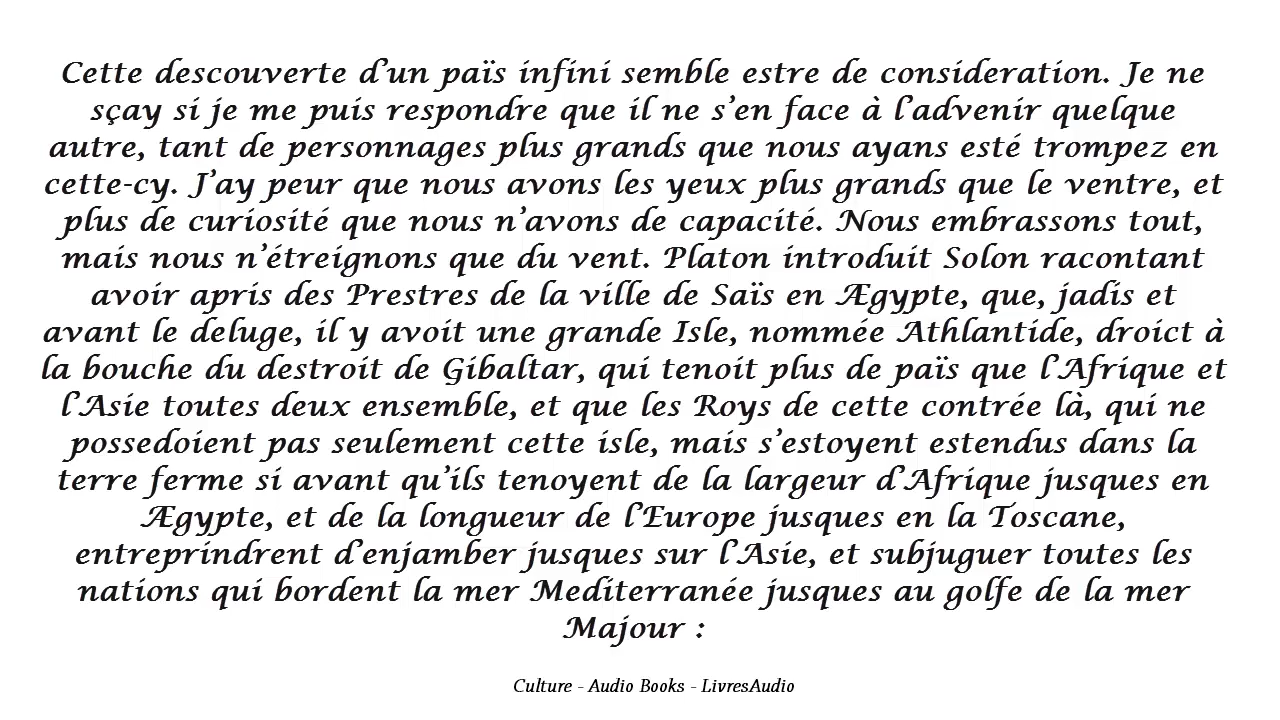 Cette descouverte d’un païs infini semble estre de consideration. Je ne
sçay si je me puis respondre que il ne s’en face à l’advenir quelque
autre, tant de personnages plus grands que nous ayans esté trompez en
cette-cy. J’ay peur que nous avons les yeux plus grands que le ventre, et
plus de curiosité que nous n’avons de capacité. Nous embrassons tout,
mais nous n’étreignons que du vent. Platon introduit Solon racontant
avoir apris des Prestres de la ville de Saïs en Ægypte, que, jadis et
avant le deluge, il y avoit une grande Isle, nommée Athlantide, droict à
la bouche du destroit de Gibaltar, qui tenoit plus de païs que l’Afrique et
l’Asie toutes deux ensemble, et que les Roys de cette contrée là, qui ne
possedoient pas seulement cette isle, mais s’estoyent estendus dans la
terre ferme si avant qu’ils tenoyent de la largeur d’Afrique jusques en
Ægypte, et de la longueur de l’Europe jusques en la Toscane,
entreprindrent d’enjamber jusques sur l’Asie, et subjuguer toutes les
nations qui bordent la mer Mediterranée jusques au golfe de la mer
Majour :
Culture - Audio Books - LivresAudio